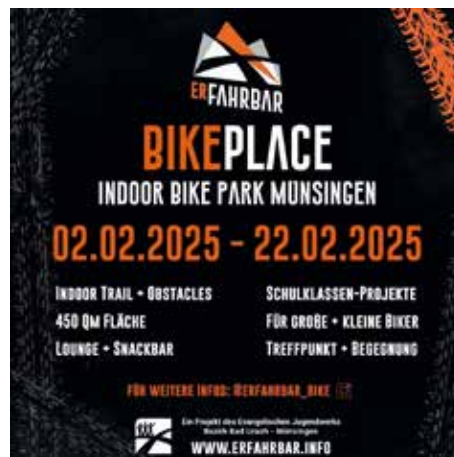 ERFAHRBAR
BIKEPLACE
INDOOR BIKE PARK MÜNSINGEN
02.02.2025 - 22.02.2025
INDOOR TRAIL + OBSTACLES
450 QM FLÄCHE
LOUNGE + SNACKBAR
SCHULKLASSEN-PROJEKTE
FÜR GROßE + KLEINE BIKER
TREFFPUNKT + BEGEGNUNG
FÜR WEITERE INFOS: @ERFAHRBAR_BIKE
Ein Projekt des Evangelischen Jugendwerks
Bezirk Bad Urach - Münsingen
WWW.ERFAHRBAR.INFO